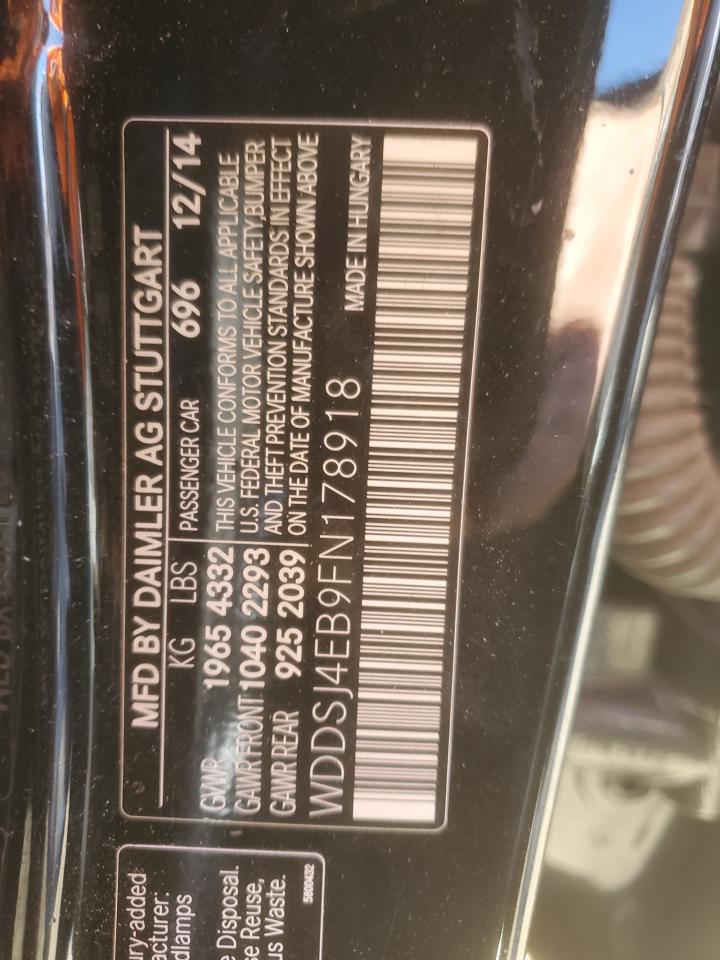 MFD BY DAIMLER AG STUTTGART
KG LBS PASSENGER CAR 696 12/14
GVWR 1965 4332 THIS VEHICLE CONFORMS TO ALL APPLICABLE
GAWR FRONT 1040 2293 U.S. FEDERAL MOTOR VEHICLE SAFETY,BUMPER
GAWR REAR 925 2039 AND THEFT PREVENTION STANDARDS IN EFFECT
ON THE DATE OF MANUFACTURE SHOWN ABOVE
WDDSJ4EB9FN178918 MADE IN HUNGARY
ury-added
acturer:
dlamps
e Disposal.
se Reuse,
us Waste.
5800432